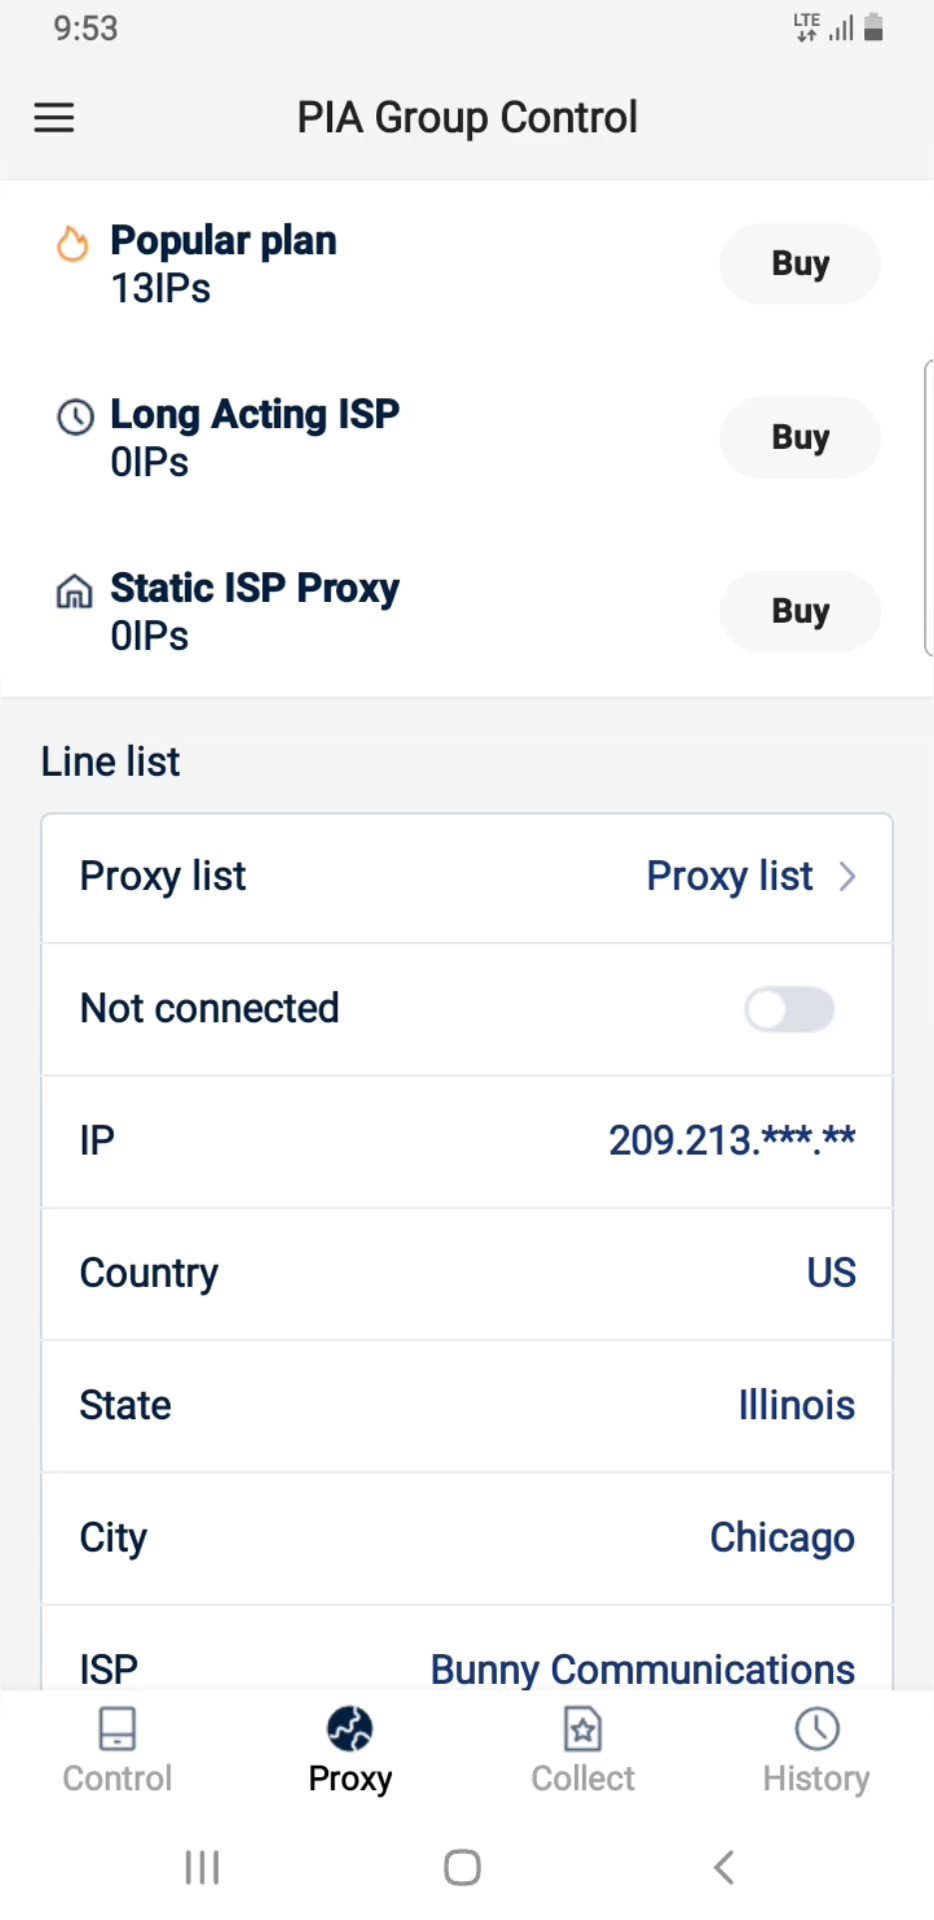 9:53
LTE
PIA Group Control
Popular plan
13IPs
Buy
Long Acting ISP
0IPs
Buy
Static ISP Proxy
0IPs
Buy
Line list
Proxy list
Proxy list
Not connected
IP
209.213.***.**
Country
US
State
Illinois
City
Chicago
ISP
Bunny Communications
Control
Proxy
Collect
History